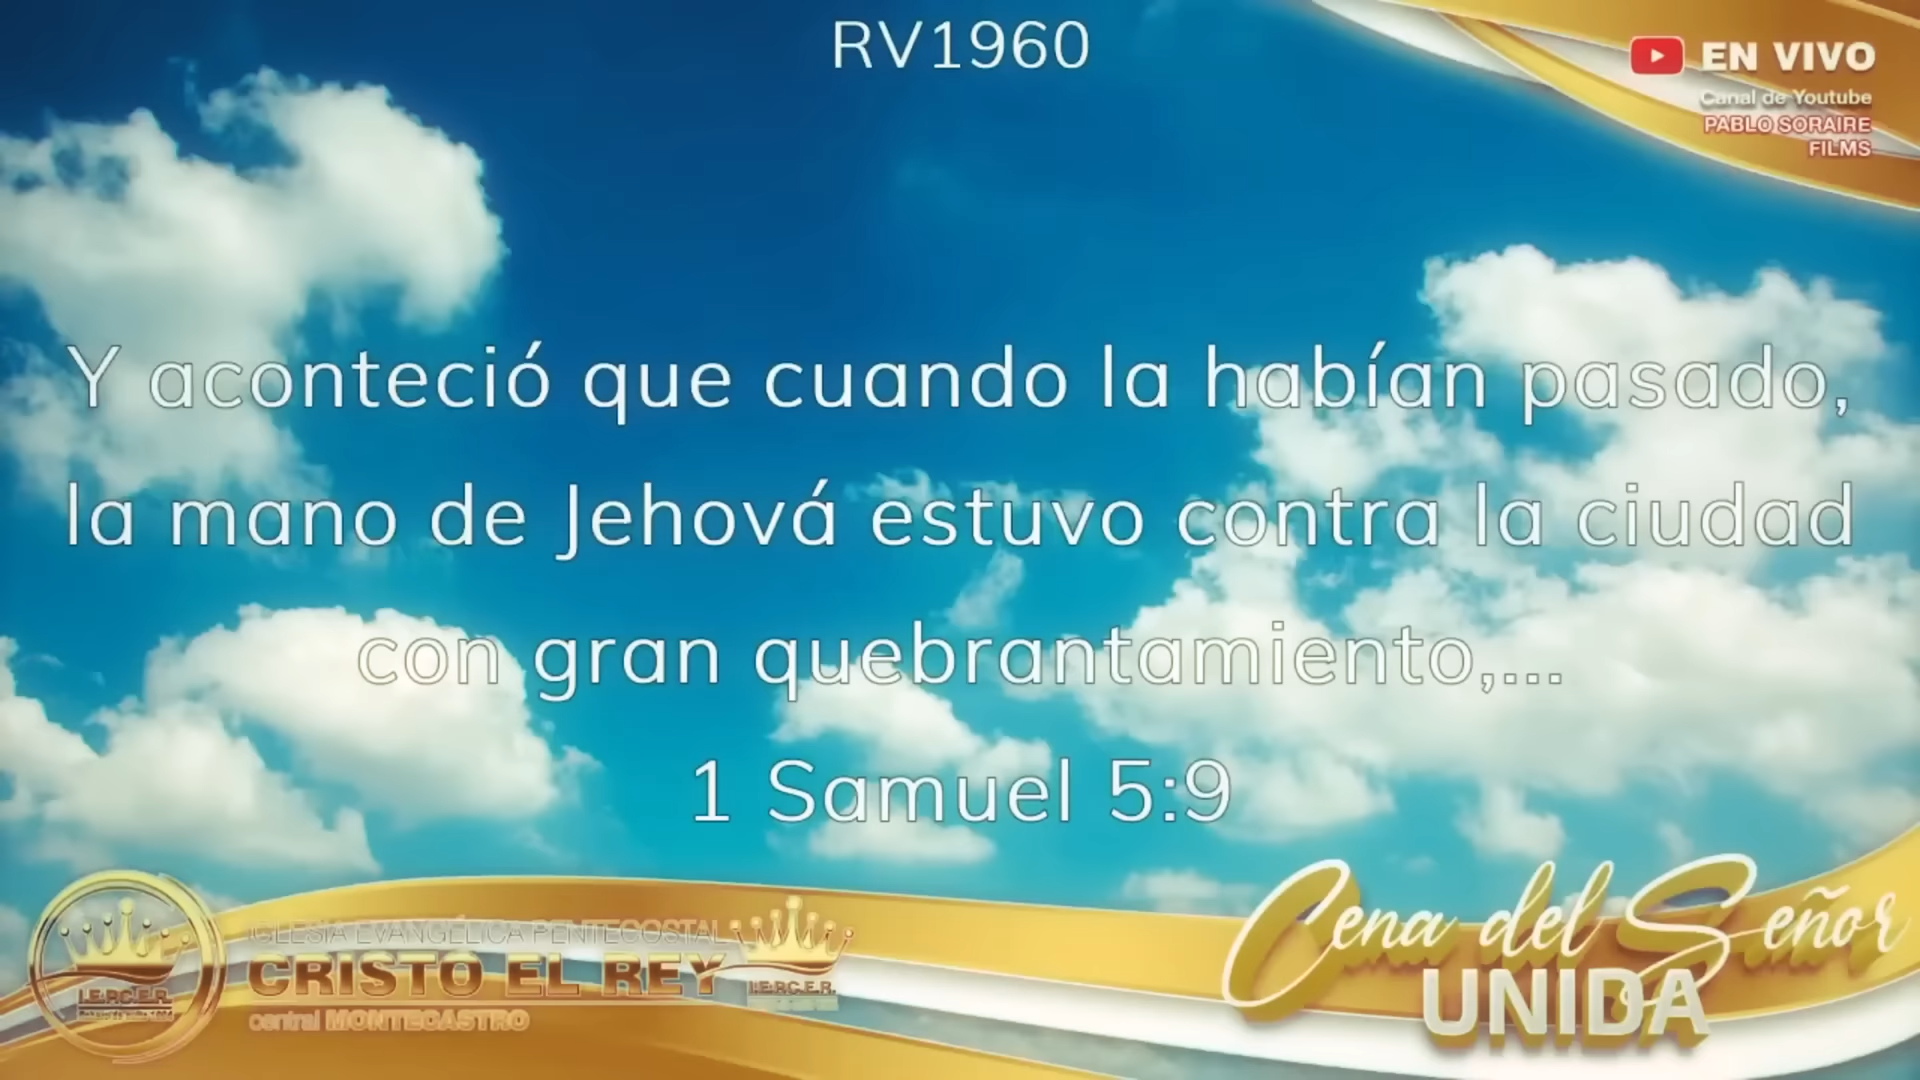 RV1960
EN VIVO
Canal de Youtube
PABLO SORAIRE
FILMS
Y aconteció que cuando la habían pasado,
la mano de Jehová estuvo contra la ciudad
con gran quebrantamiento,...
1 Samuel 5:9
I.E.P.C.E.R.
IGLESIA EVANGÉLICA PENTECOSTAL
CRISTO EL REY
central MONTECASTRO
I.E.P.C.E.R.
Cena del Señor
UNIDA